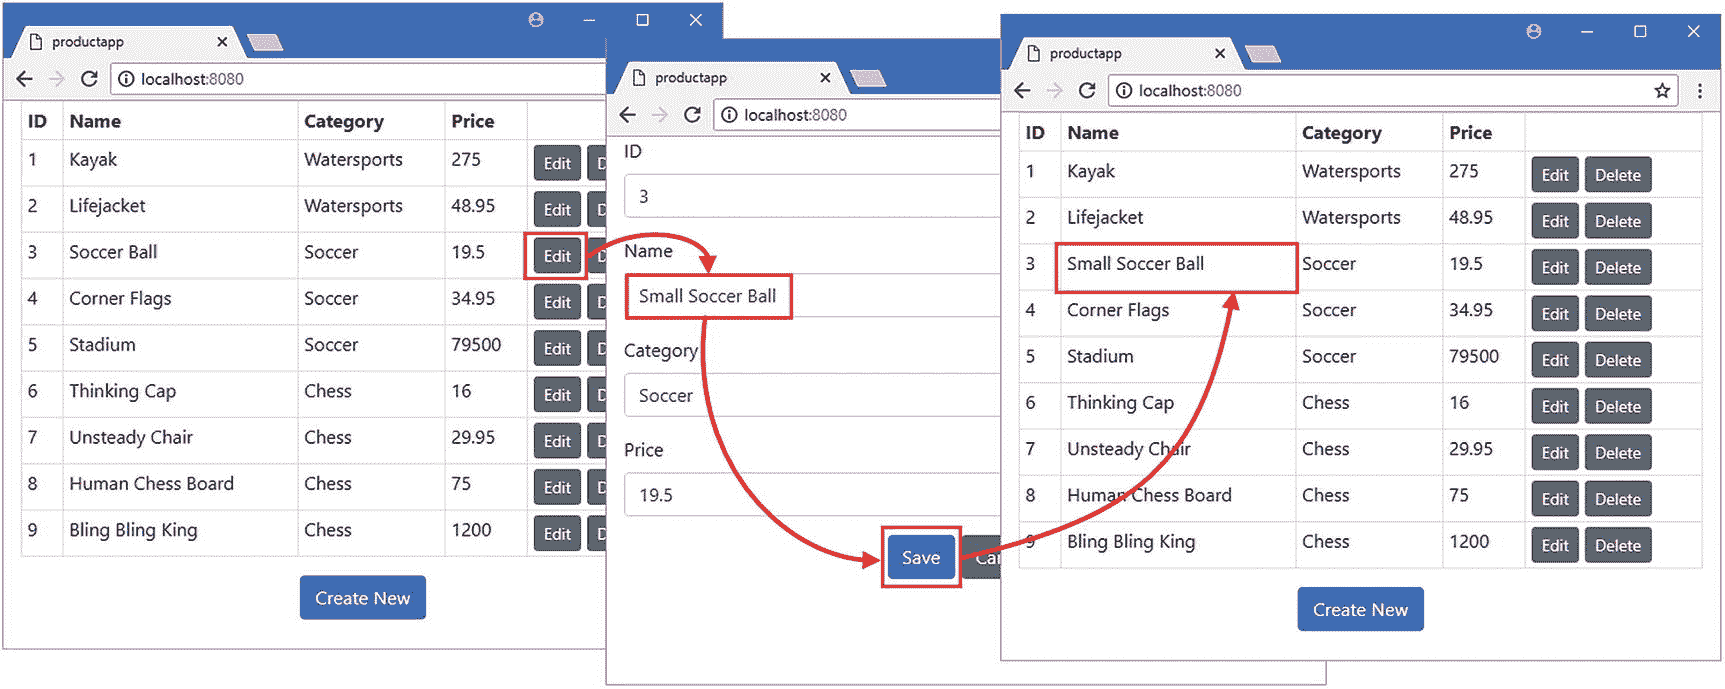 productapp
localhost:8080
ID Name Category Price
1 Kayak Watersports 275 Edit D
2 Lifejacket Watersports 48.95 Edit D
3 Soccer Ball Soccer 19.5 Edit D
4 Corner Flags Soccer 34.95 Edit D
5 Stadium Soccer 79500 Edit D
6 Thinking Cap Chess 16 Edit D
7 Unsteady Chair Chess 29.95 Edit D
8 Human Chess Board Chess 75 Edit D
9 Bling Bling King Chess 1200 Edit D
Create New
productapp
localhost:8080
ID
3
Name
Small Soccer Ball
Category
Soccer
Price
19.5
Save Can
productapp
localhost:8080
ID Name Category Price
1 Kayak Watersports 275 Edit Delete
2 Lifejacket Watersports 48.95 Edit Delete
3 Small Soccer Ball Soccer 19.5 Edit Delete
4 Corner Flags Soccer 34.95 Edit Delete
5 Stadium Soccer 79500 Edit Delete
6 Thinking Cap Chess 16 Edit Delete
7 Unsteady Chair Chess 29.95 Edit Delete
8 Human Chess Board Chess 75 Edit Delete
9 Bling Bling King Chess 1200 Edit Delete
Create New